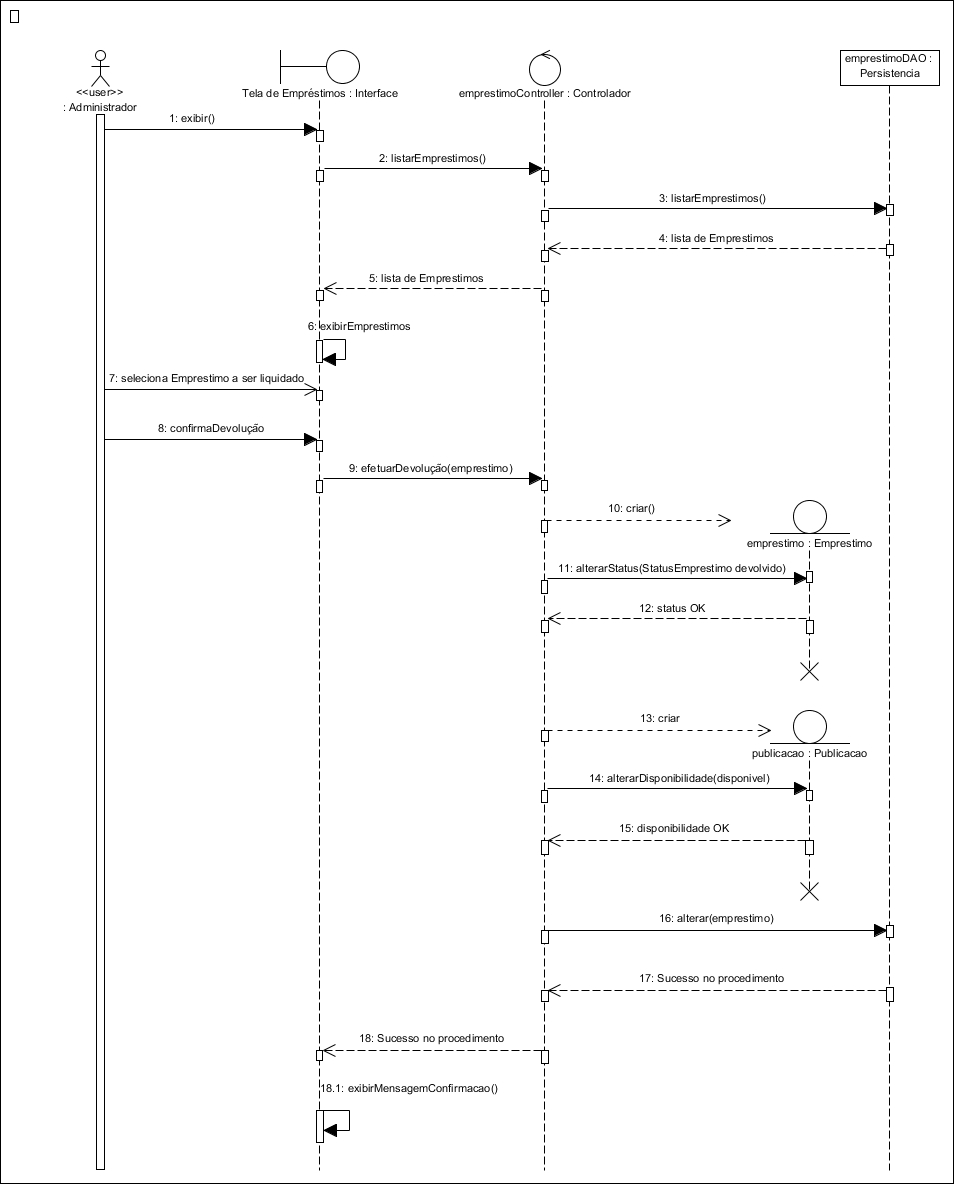 emprestimoDAO :
Persistencia
<<user>>
: Administrador
Tela de Empréstimos : Interface
emprestimoController : Controlador
1: exibir()
2: listarEmprestimos()
3: listarEmprestimos()
4: lista de Emprestimos
5: lista de Emprestimos
6: exibirEmprestimos
7: seleciona Emprestimo a ser liquidado
8: confirmaDevolução
9: efetuarDevolução(emprestimo)
10: criar()
emprestimo : Emprestimo
11: alterarStatus(StatusEmprestimo devolvido)
12: status OK
13: criar
publicacao : Publicacao
14: alterarDisponibilidade(disponivel)
15: disponibilidade OK
16: alterar(emprestimo)
17: Sucesso no procedimento
18: Sucesso no procedimento
18.1: exibirMensagemConfirmacao()